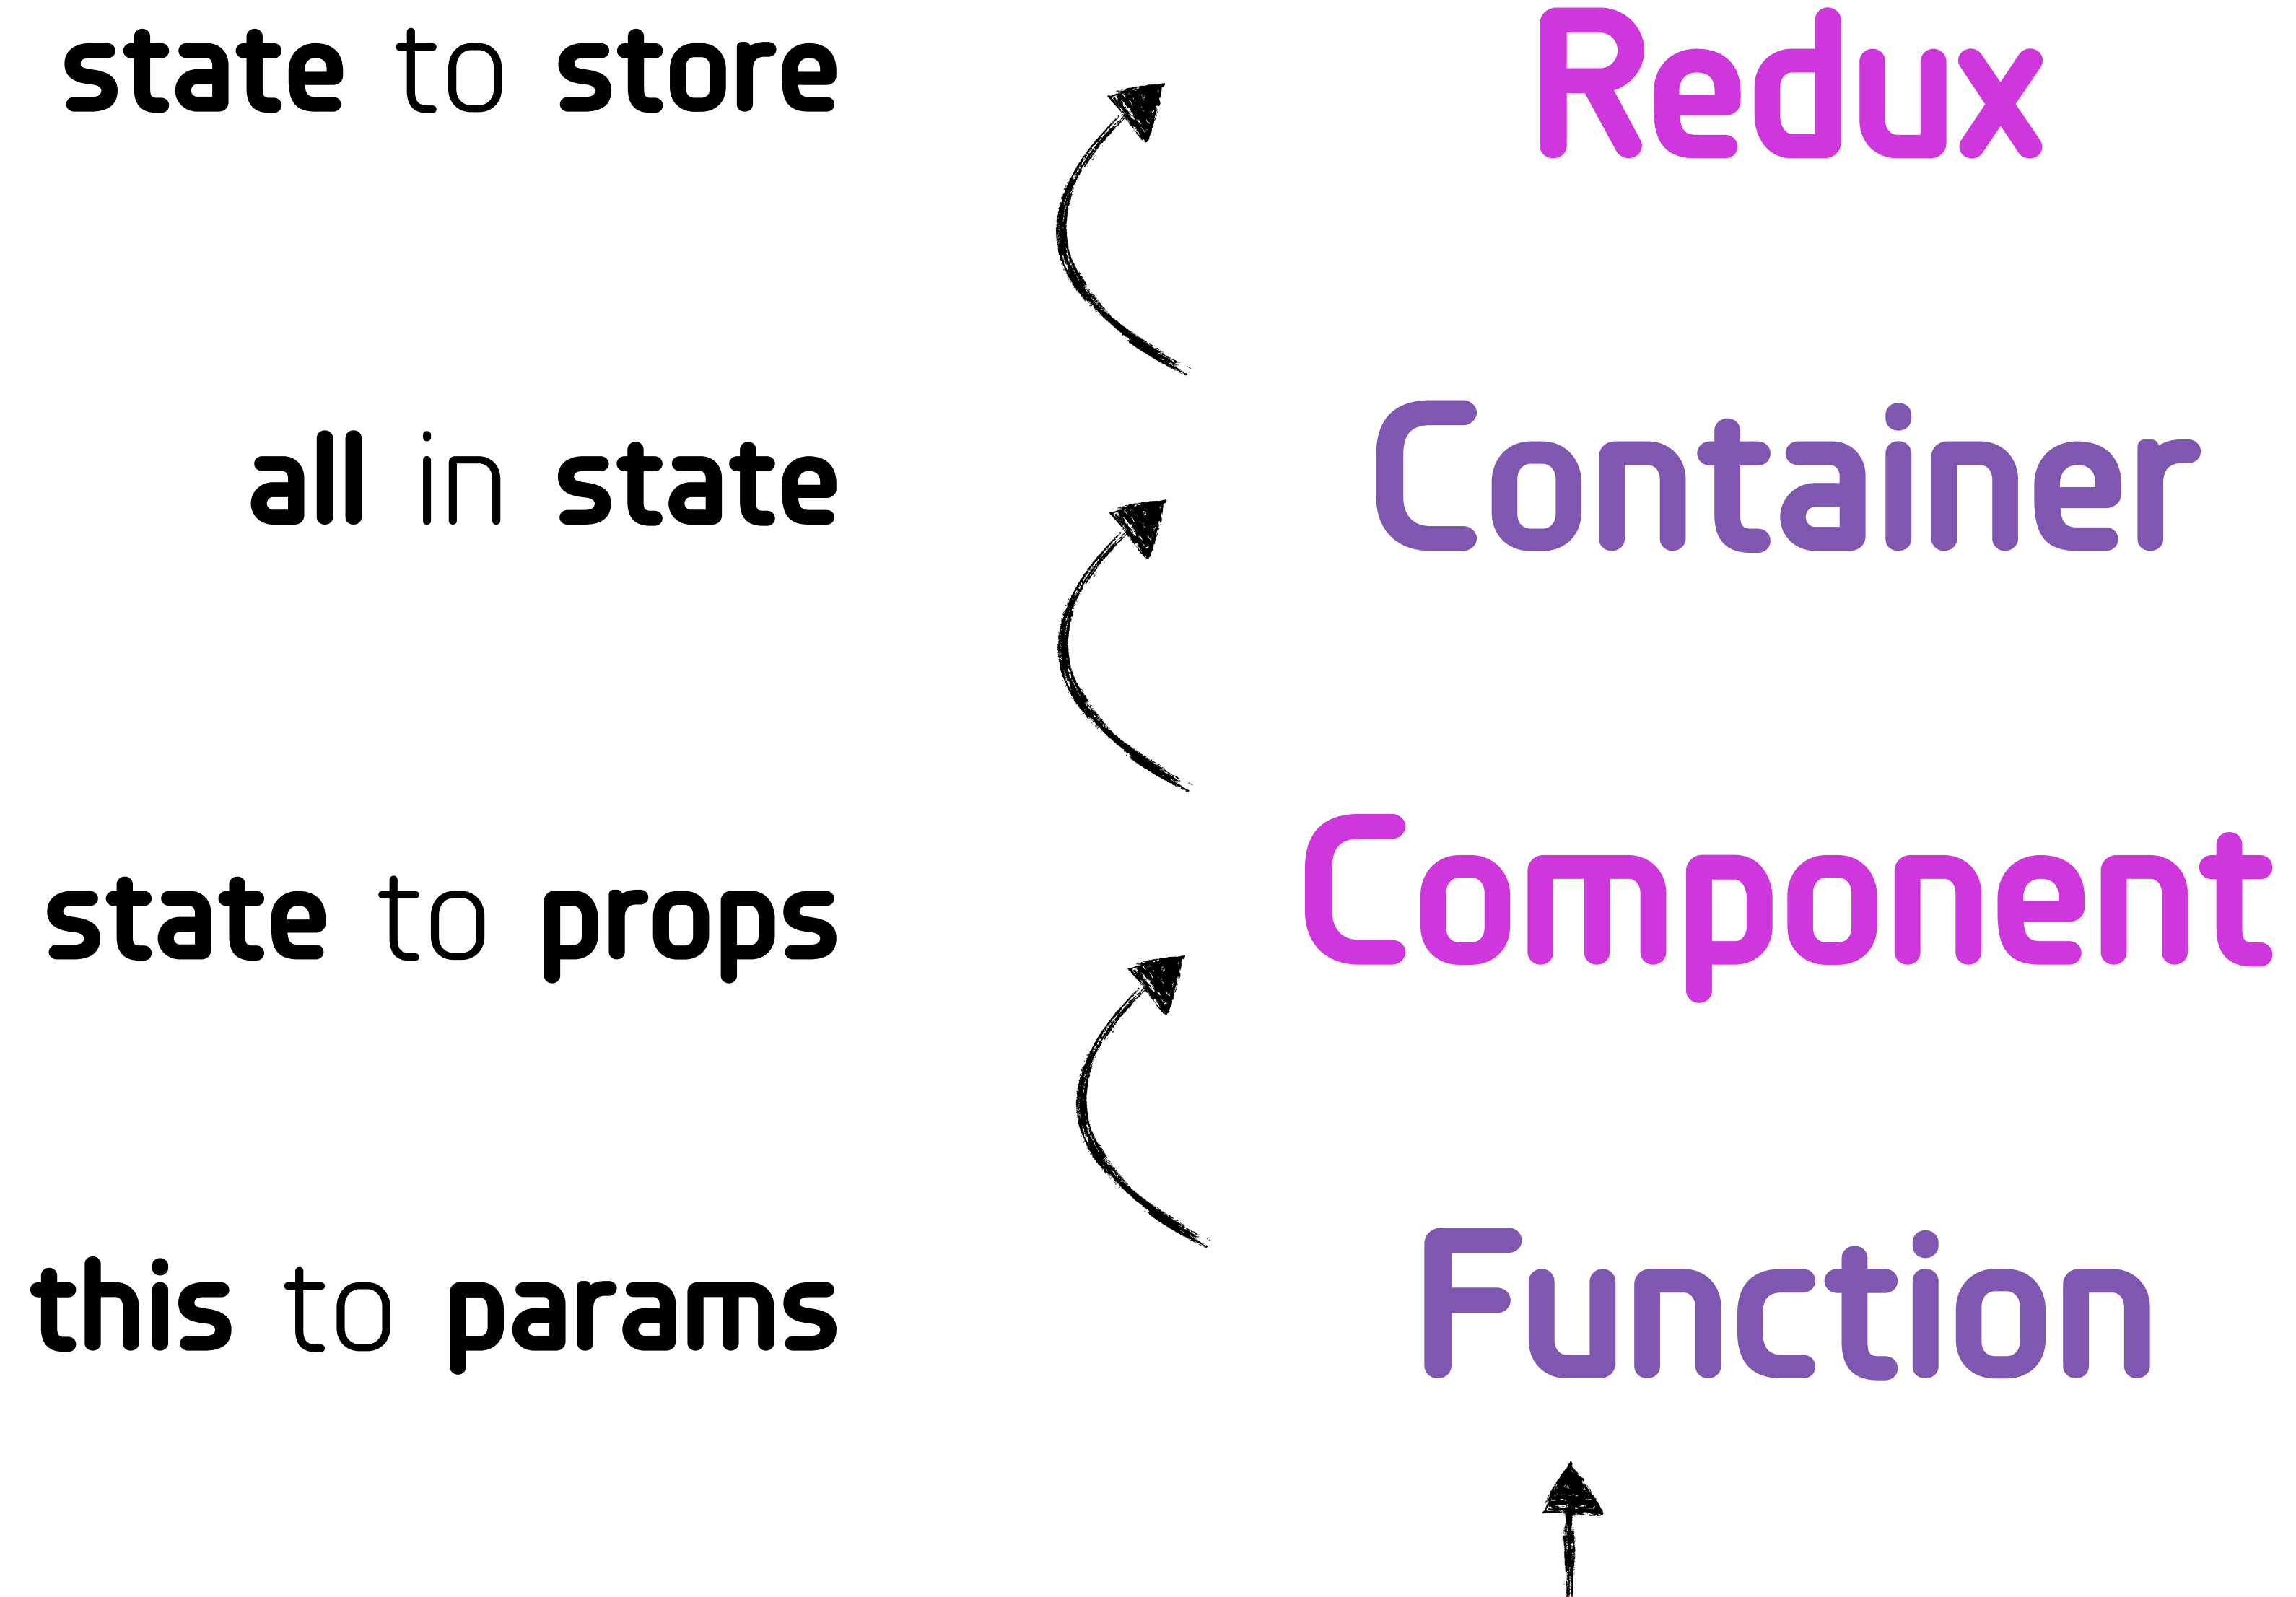 state to store
Redux
all in state
Container
state to props
Component
this to params
Function